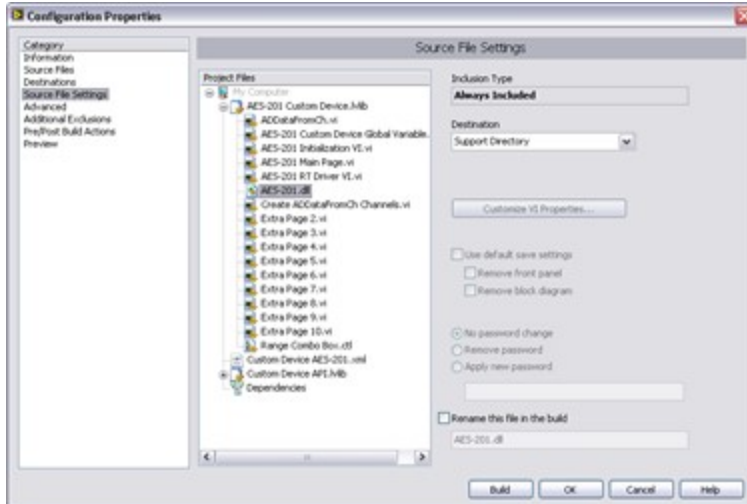 Configuration Properties
Category
Information
Source Files
Destinations
Source File Settings
Advanced
Additional Exclusions
Pre/Post Build Actions
Preview
Source File Settings
Project Files
My Computer
AES-201 Custom Device.lvlib
ADDataFromCh.vi
AES-201 Custom Device Global Variable.
AES-201 Initialization VI.vi
AES-201 Main Page.vi
AES-201 RT Driver VI.vi
AES-201.dll
Create ADDataFromCh Channels.vi
Extra Page 2.vi
Extra Page 3.vi
Extra Page 4.vi
Extra Page 5.vi
Extra Page 6.vi
Extra Page 7.vi
Extra Page 8.vi
Extra Page 9.vi
Extra Page 10.vi
Range Combo Box.ctl
Custom Device AES-201.xml
Custom Device API.lvlib
Dependencies
Inclusion Type
Always Included
Destination
Support Directory
Customize VI Properties...
Use default save settings
Remove front panel
Remove block diagram
No password change
Remove password
Apply new password
Rename this file in the build
AES-201.dll
Build
OK
Cancel
Help